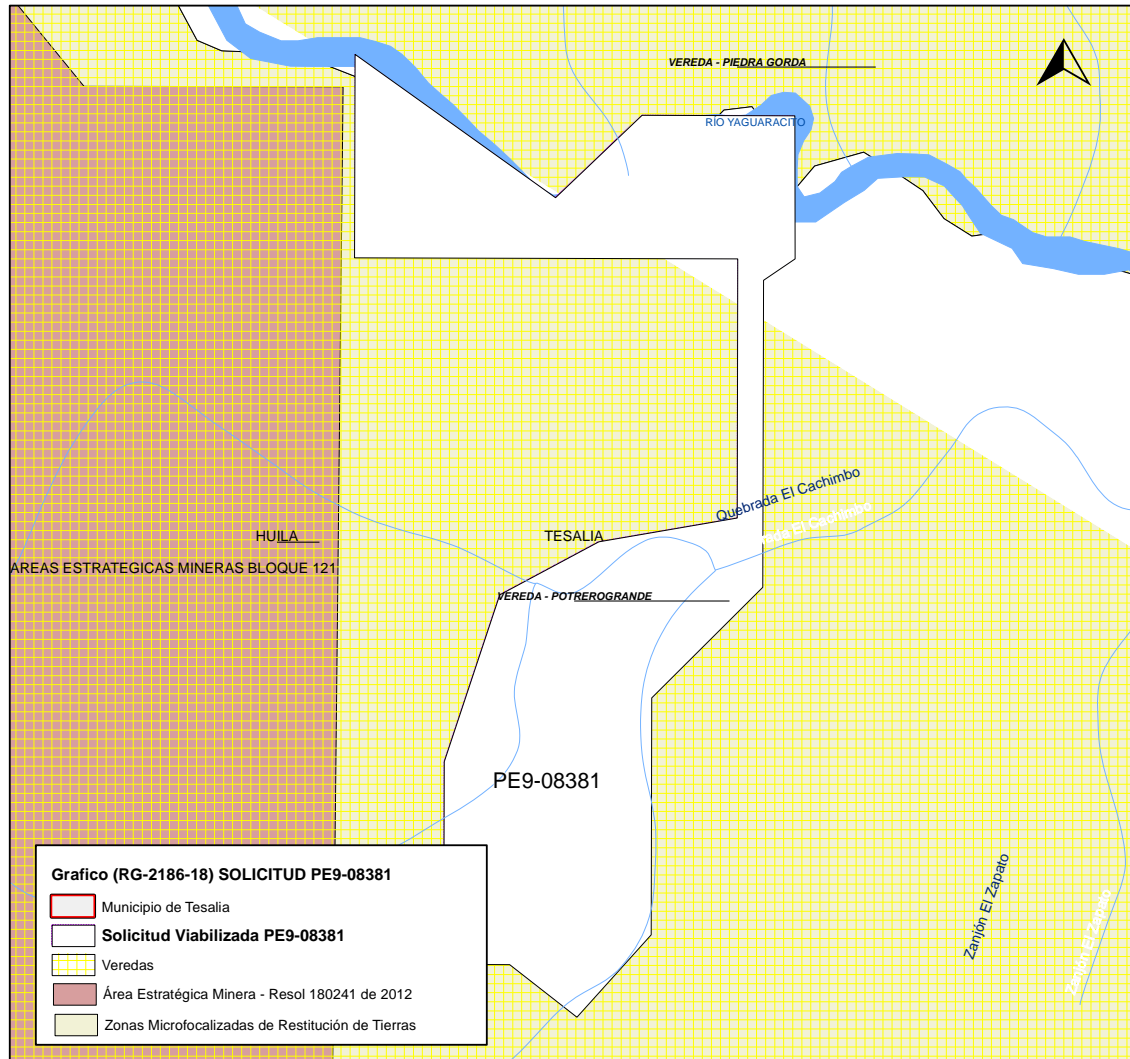 VEREDA - PIEDRA GORDA
RIO YAGUARACITO
Quebrada El Cachimbo
HUILA
TESALIA
AREAS ESTRATEGICAS MINERAS BLOQUE 121
VEREDA - POTREROGRANDE
PE9-08381
Zanjón El Zapato
Zanjón El Zapato
Grafico (RG-2186-18) SOLICITUD PE9-08381
Municipio de Tesalia
Solicitud Viabilizada PE9-08381
Veredas
Área Estratégica Minera - Resol 180241 de 2012
Zonas Microfocalizadas de Restitución de Tierras